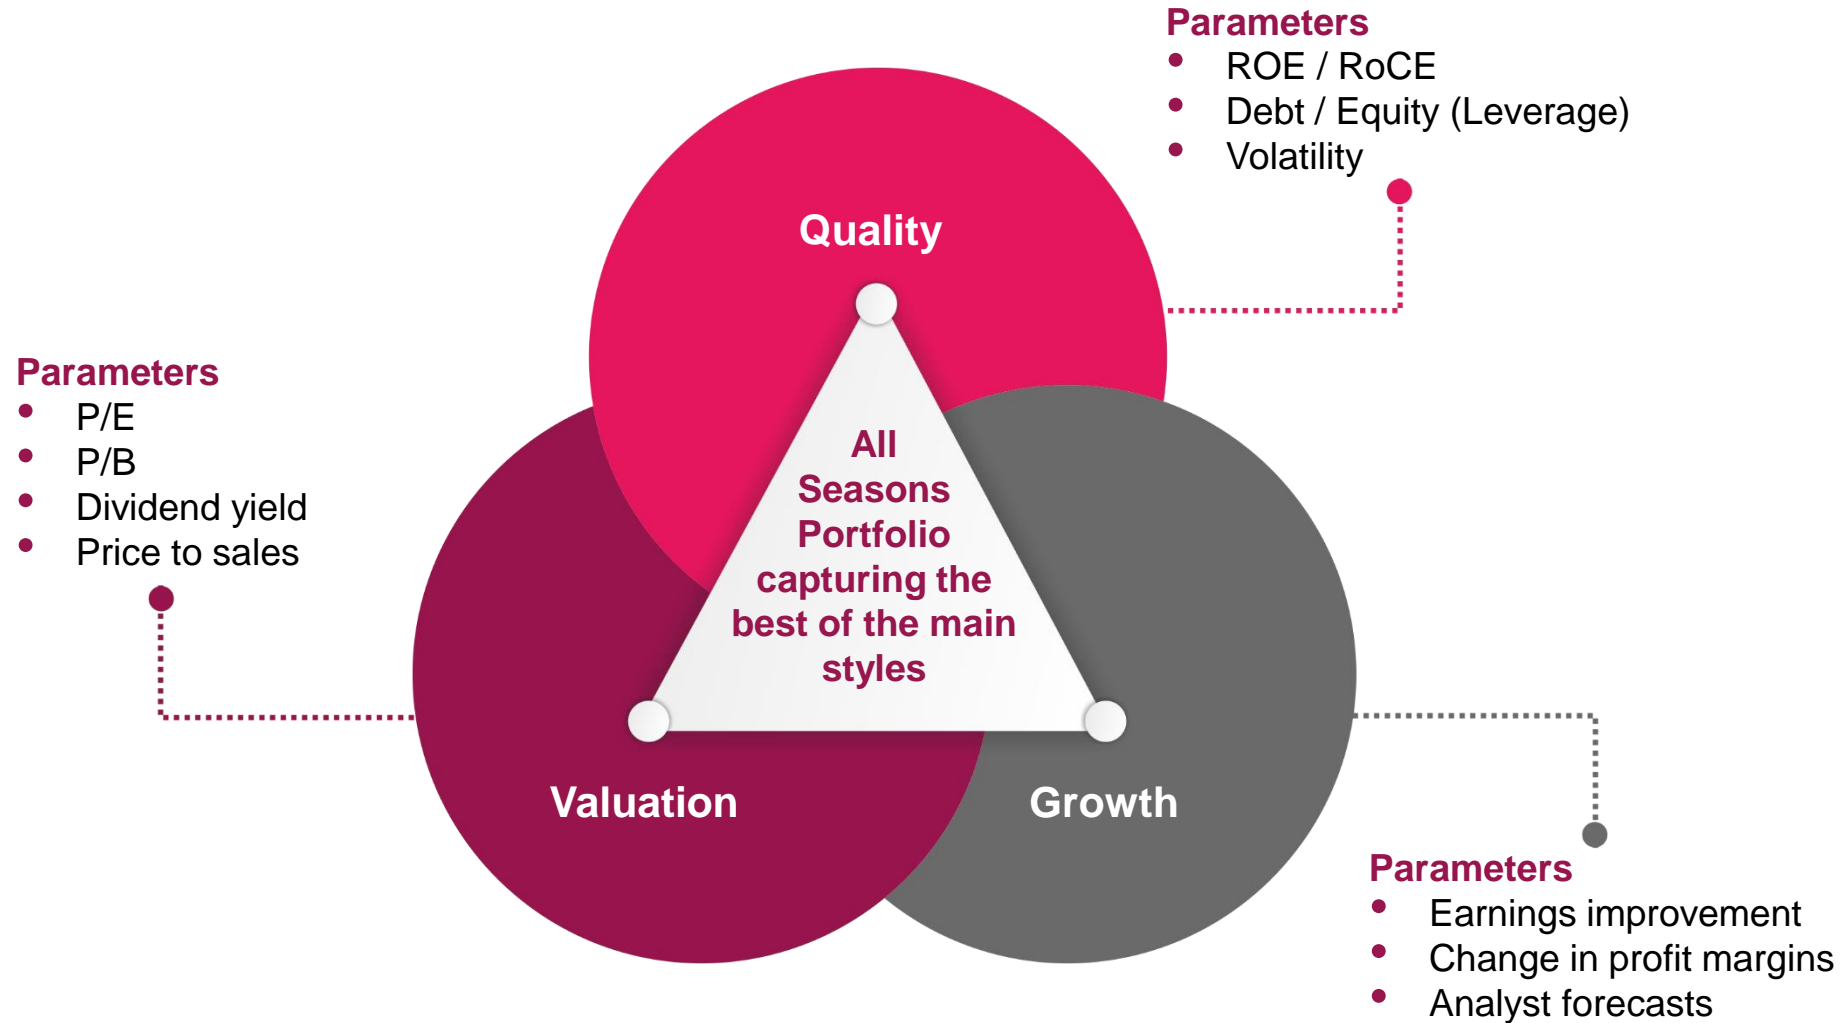 Parameters
• ROE / RoCE
• Debt / Equity (Leverage)
• Volatility
Quality
Parameters
• P/E
• P/B
• Dividend yield
• Price to sales
All
Seasons
Portfolio
capturing the
best of the main
styles
Valuation
Growth
Parameters
• Earnings improvement
• Change in profit margins
• Analyst forecasts